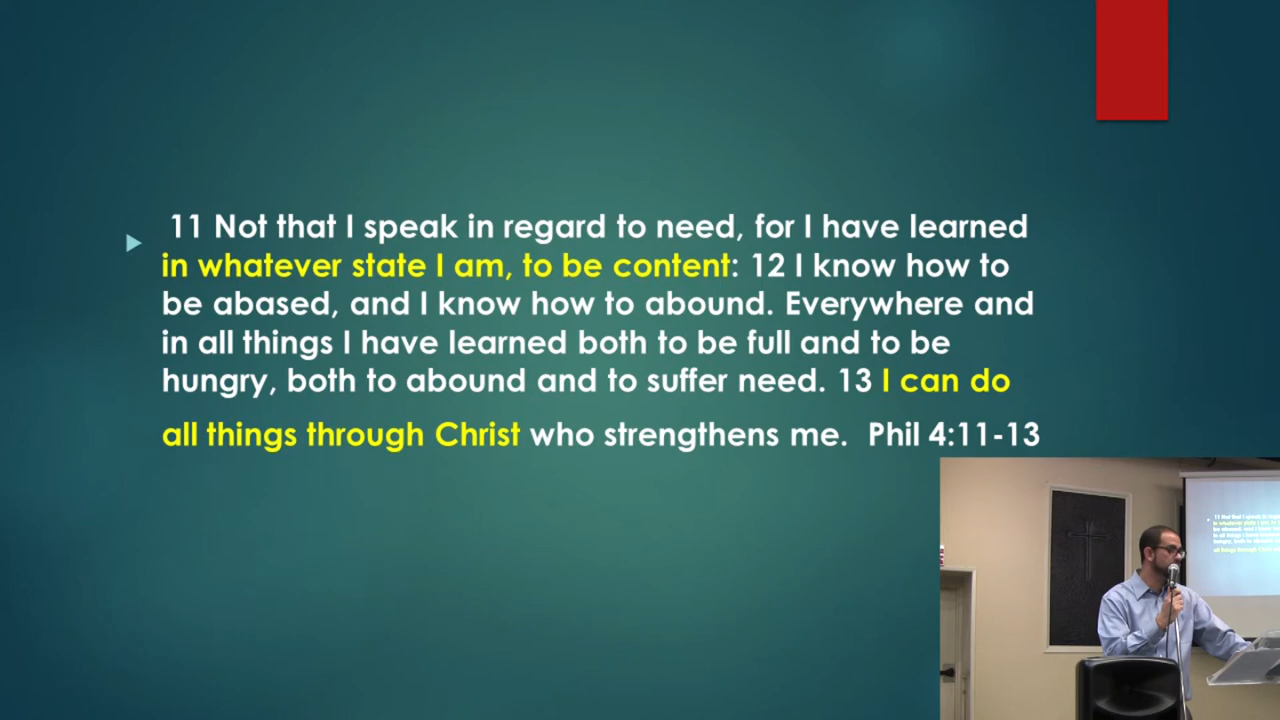 11 Not that I speak in regard to need, for I have learned
in whatever state I am, to be content: 12 I know how to
be abased, and I know how to abound. Everywhere and
in all things I have learned both to be full and to be
hungry, both to abound and to suffer need. 13 I can do
all things through Christ who strengthens me. Phil 4:11-13